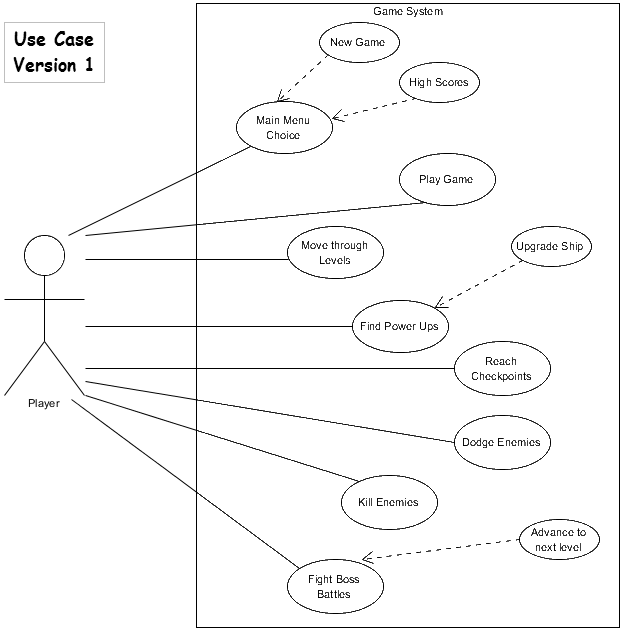 Game System
Use Case
Version 1
New Game
High Scores
Main Menu
Choice
Play Game
Move through
Levels
Upgrade Ship
Find Power Ups
Reach
Checkpoints
Player
Dodge Enemies
Kill Enemies
Advance to
next level
Fight Boss
Battles